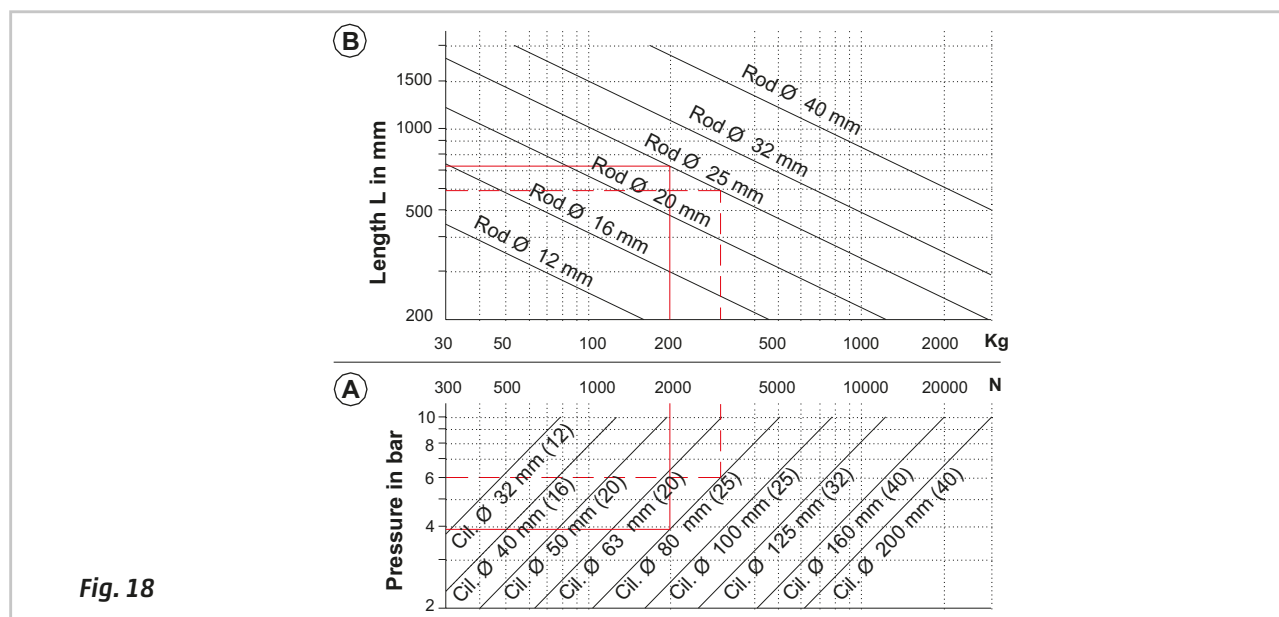 B
Length L in mm
1500
1000
500
200
Rod Ø 40 mm
Rod Ø 32 mm
Rod Ø 25 mm
Rod Ø 20 mm
Rod Ø 16 mm
Rod Ø 12 mm
30 50 100 200 500 1000 2000 Kg
A
300 500 1000 2000 5000 10000 20000 N
Pressure in bar
10
8
6
4
2
Cil. Ø 32 mm (12)
Cil. Ø 40 mm (16)
Cil. Ø 50 mm (20)
Cil. Ø 63 mm (20)
Cil. Ø 80 mm (25)
Cil. Ø 100 mm (25)
Cil. Ø 125 mm (32)
Cil. Ø 160 mm (40)
Cil. Ø 200 mm (40)
Fig. 18